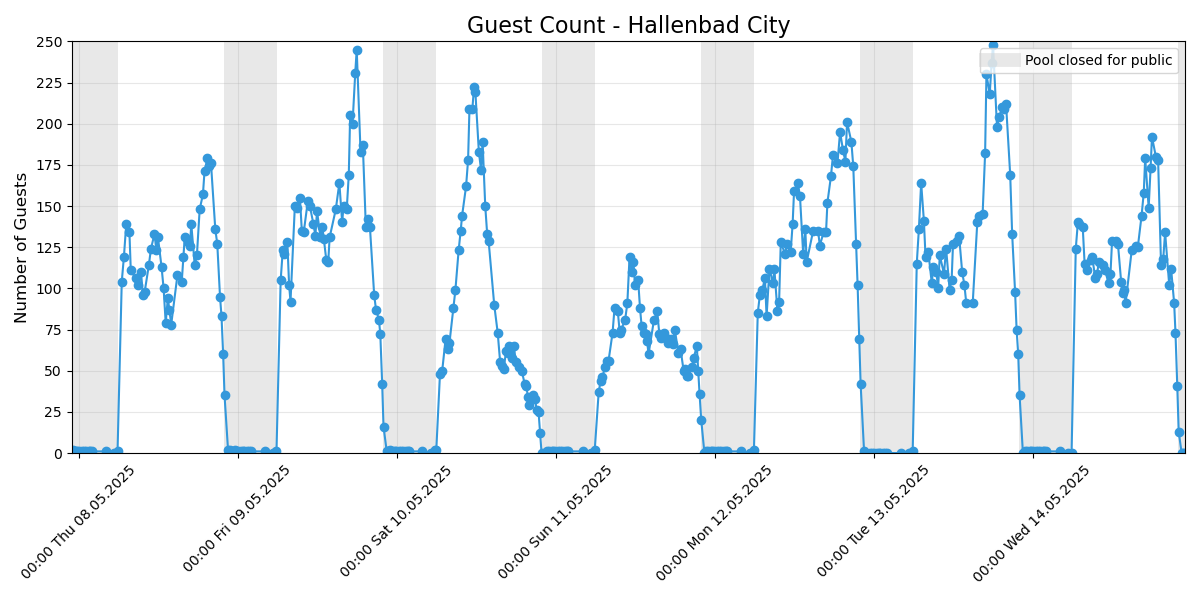 Guest Count - Hallenbad City
Pool closed for public
Number of Guests
250
225
200
175
150
125
100
75
50
25
0
00:00 Thu 08.05.2025
00:00 Fri 09.05.2025
00:00 Sat 10.05.2025
00:00 Sun 11.05.2025
00:00 Mon 12.05.2025
00:00 Tue 13.05.2025
00:00 Wed 14.05.2025